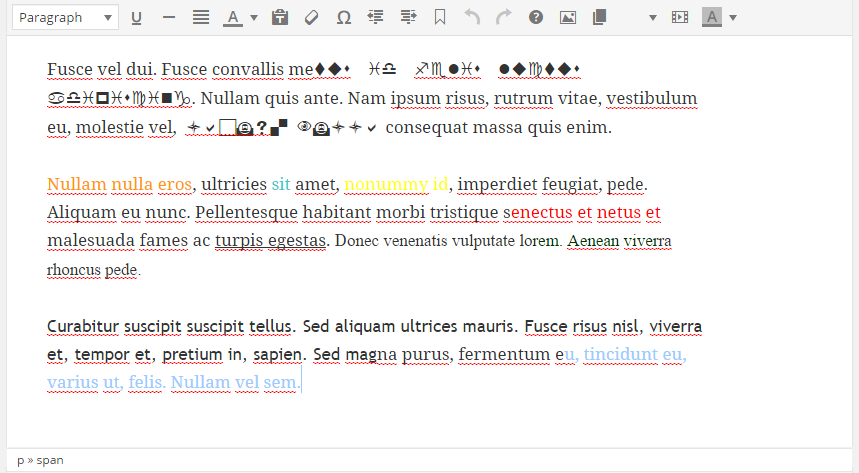 Paragraph
Fusce vel dui. Fusce convallis me
. Nullam quis ante. Nam ipsum risus, rutrum vitae, vestibulum
eu, molestie vel, consequat massa quis enim.
Nullam nulla eros, ultricies sit amet, nonummy id, imperdiet feugiat, pede.
Aliquam eu nunc. Pellentesque habitant morbi tristique senectus et netus et
malesuada fames ac turpis egestas. Donec venenatis vulputate lorem. Aenean viverra
rhoncus pede.
Curabitur suscipit suscipit tellus. Sed aliquam ultrices mauris. Fusce risus nisl, viverra
et, tempor et, pretium in, sapien. Sed magna purus, fermentum eu, tincidunt eu,
varius ut, felis. Nullam vel sem.
p » span